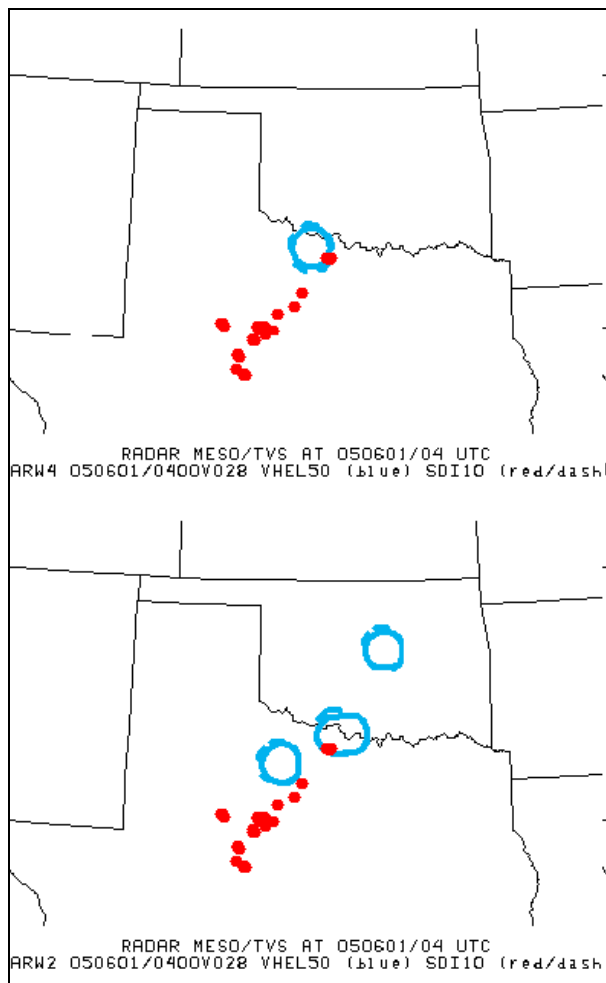 RADAR MESO/TVS AT 050601/04 UTC
ARW4 050601/0400V028 VHEL50 (blue) SDI10 (red/dash
RADAR MESO/TVS AT 050601/04 UTC
ARW2 050601/0400V028 VHEL50 (blue) SDI10 (red/dash